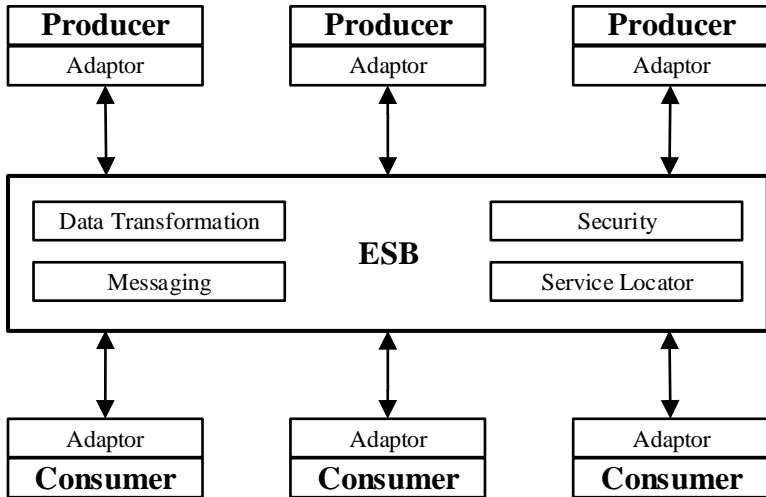 Producer Producer Producer
Adaptor Adaptor Adaptor
Data Transformation Security
ESB
Messaging Service Locator
Adaptor Adaptor Adaptor
Consumer Consumer Consumer